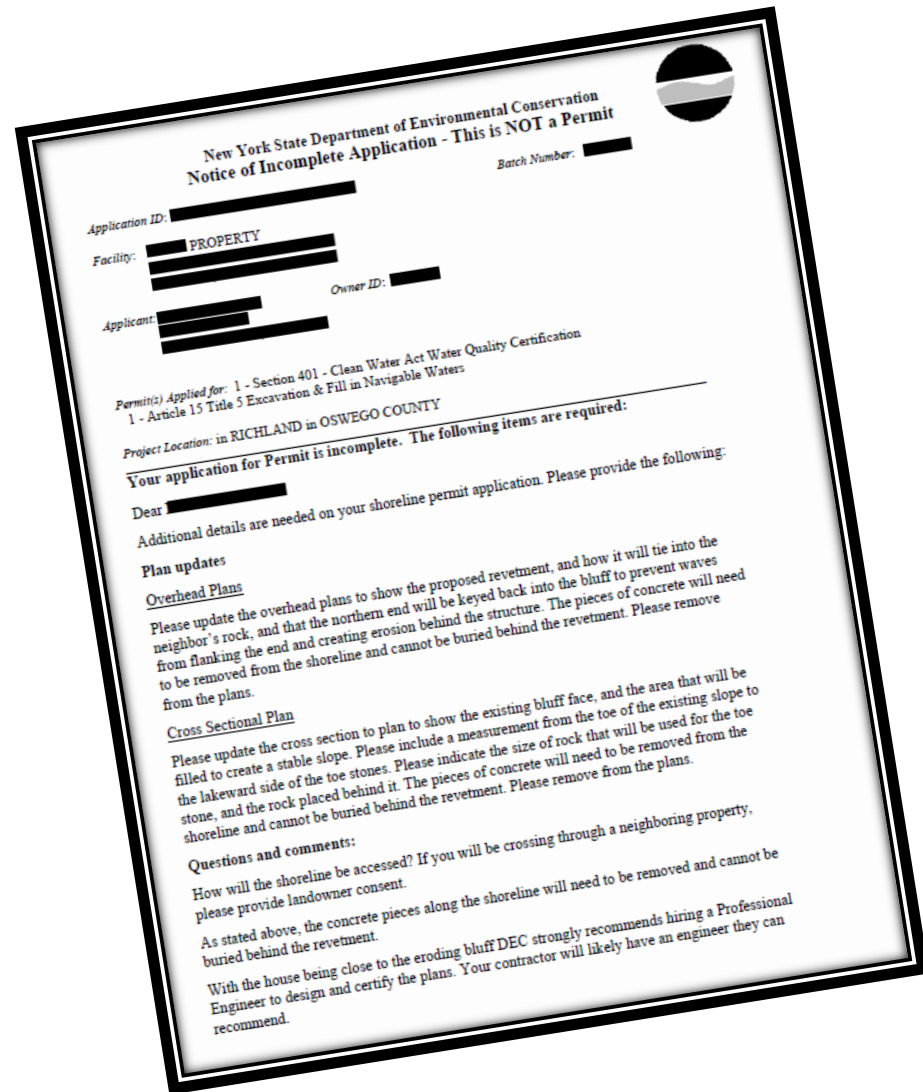 New York State Department of Environmental Conservation
Notice of Incomplete Application - This is NOT a Permit
Batch Number:
Application ID:
Facility: PROPERTY
Owner ID:
Applicant:
Permit(s) Applied for: 1 - Section 401 - Clean Water Act Water Quality Certification
1 - Article 15 Title 5 Excavation & Fill in Navigable Waters
Project Location: in RICHLAND in OSWEGO COUNTY
Your application for Permit is incomplete. The following items are required:
Dear
Additional details are needed on your shoreline permit application. Please provide the following:
Plan updates
Overhead Plans
Please update the overhead plans to show the proposed revetment, and how it will tie into the
neighbor's rock, and that the northern end will be keyed back into the bluff to prevent waves
from flanking the end and creating erosion behind the structure. The pieces of concrete will need
to be removed from the shoreline and cannot be buried behind the revetment. Please remove
from the plans.
Cross Sectional Plan
Please update the cross section to plan to show the existing bluff face, and the area that will be
filled to create a stable slope. Please include a measurement from the toe of the existing slope to
the lakeward side of the toe stones. Please indicate the size of rock that will be used for the toe
stone, and the rock placed behind it. The pieces of concrete will need to be removed from the
shoreline and cannot be buried behind the revetment. Please remove from the plans.
Questions and comments:
How will the shoreline be accessed? If you will be crossing through a neighboring property,
please provide landowner consent.
As stated above, the concrete pieces along the shoreline will need to be removed and cannot be
buried behind the revetment.
With the house being close to the eroding bluff DEC strongly recommends hiring a Professional
Engineer to design and certify the plans. Your contractor will likely have an engineer they can
recommend.